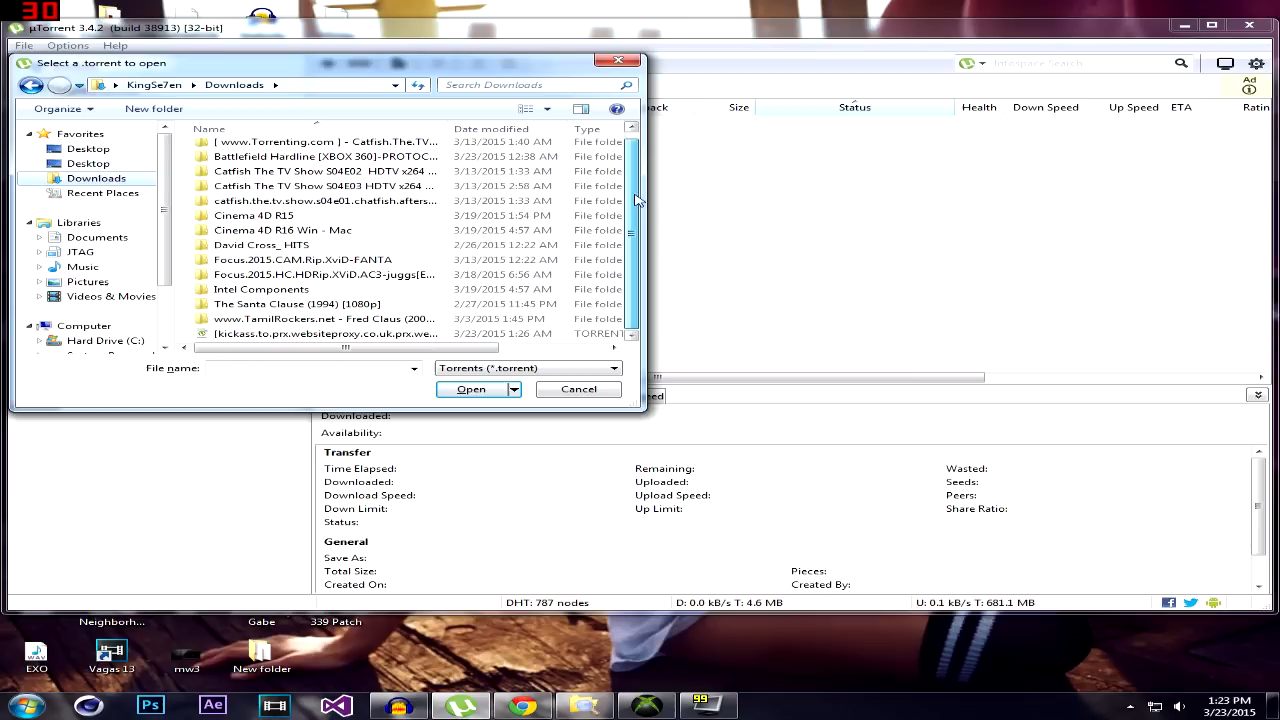 30
µTorrent 3.4.2 (build 38913) [32-bit]
File Options Help
Select a .torrent to open
KingSe7en Downloads
Search Downloads
Infospace Search
Ad
Organize New folder
Size Status Health Down Speed Up Speed ETA Ratin
Name Date modified Type
Favorites
Desktop
Desktop
Downloads
Recent Places
Libraries
Documents
JTAG
Music
Pictures
Videos & Movies
Computer
Hard Drive (C:)
[ www.Torrenting.com ] - Catfish.The.TV... 3/13/2015 1:40 AM File folde
Battlefield Hardline [XBOX 360]-PROTOC... 3/23/2015 12:38 AM File folde
Catfish The TV Show S04E02 HDTV x264 ... 3/13/2015 1:33 AM File folde
Catfish The TV Show S04E03 HDTV x264 ... 3/13/2015 2:58 AM File folde
catfish.the.tv.show.s04e01.chatfish.afters... 3/13/2015 1:33 AM File folde
Cinema 4D R15 3/19/2015 1:54 PM File folde
Cinema 4D R16 Win - Mac 3/19/2015 4:57 AM File folde
David Cross_ HITS 2/26/2015 12:22 AM File folde
Focus.2015.CAM.Rip.XviD-FANTA 3/13/2015 12:22 AM File folde
Focus.2015.HC.HDRip.XViD.AC3-juggs[E... 3/18/2015 6:56 AM File folde
Intel Components 3/19/2015 4:57 AM File folde
The Santa Clause (1994) [1080p] 2/27/2015 11:45 PM File folde
www.TamilRockers.net - Fred Claus (200... 3/3/2015 1:45 PM File folde
[kickass.to.prx.websiteproxy.co.uk.prx.we... 3/23/2015 1:26 AM TORRENT
File name: Torrents (*.torrent)
Open Cancel
Downloaded:
Availability:
Transfer
Time Elapsed: Remaining: Wasted:
Downloaded: Uploaded: Seeds:
Download Speed: Upload Speed: Peers:
Down Limit: Up Limit: Share Ratio:
Status:
General
Save As:
Total Size: Pieces:
Created On: Created By:
DHT: 787 nodes D: 0.0 kB/s T: 4.6 MB U: 0.1 kB/s T: 681.1 MB
Neighborh... Gabe 339 Patch
EXO Vagas 13 mw3 New folder
Ps Ae 99
1:23 PM
3/23/2015